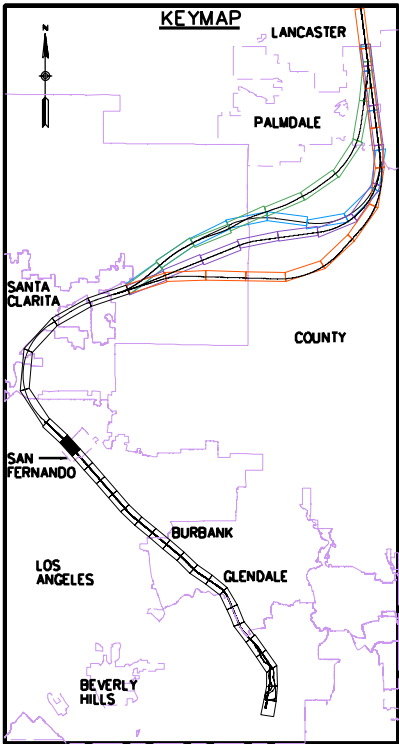 KEYMAP
N
LANCASTER
PALMDALE
SANTA
CLARITA
COUNTY
SAN
FERNANDO
BURBANK
LOS
ANGELES
GLENDALE
BEVERLY
HILLS